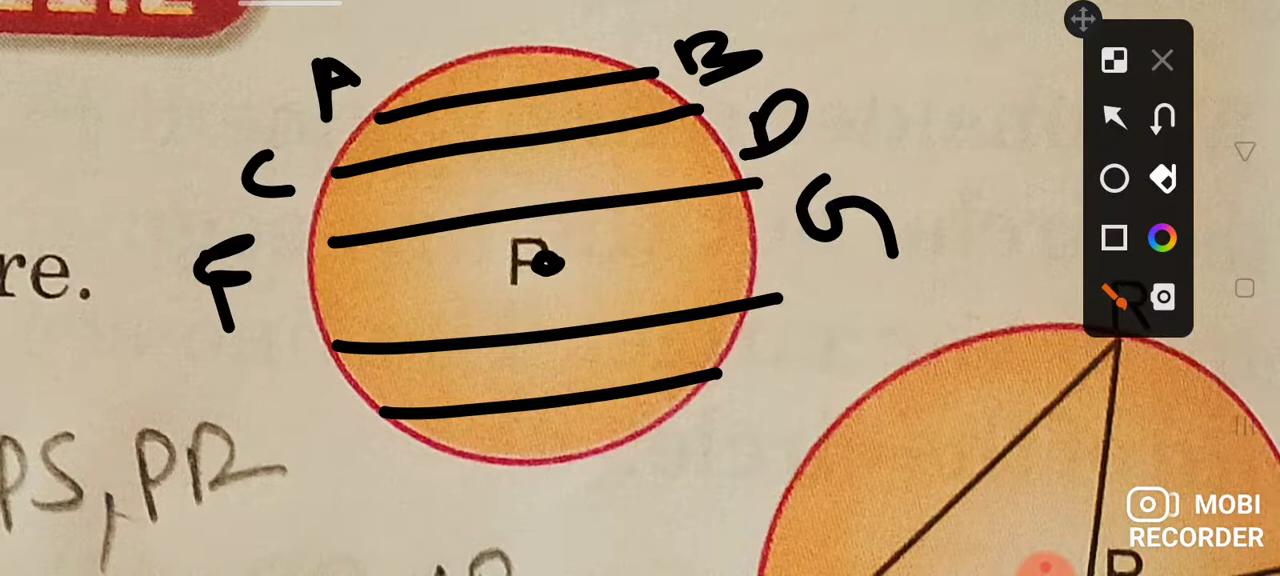 A B
C D
F G
P
re.
PS, PR
R
P
MOBI
RECORDER